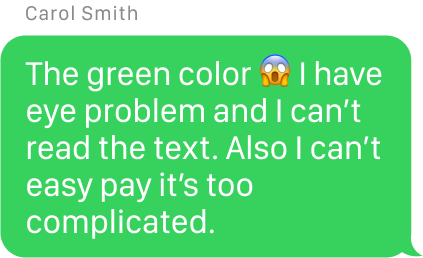 Carol Smith
The green color 😱 I have
eye problem and I can't
read the text. Also I can't
easy pay it's too
complicated.